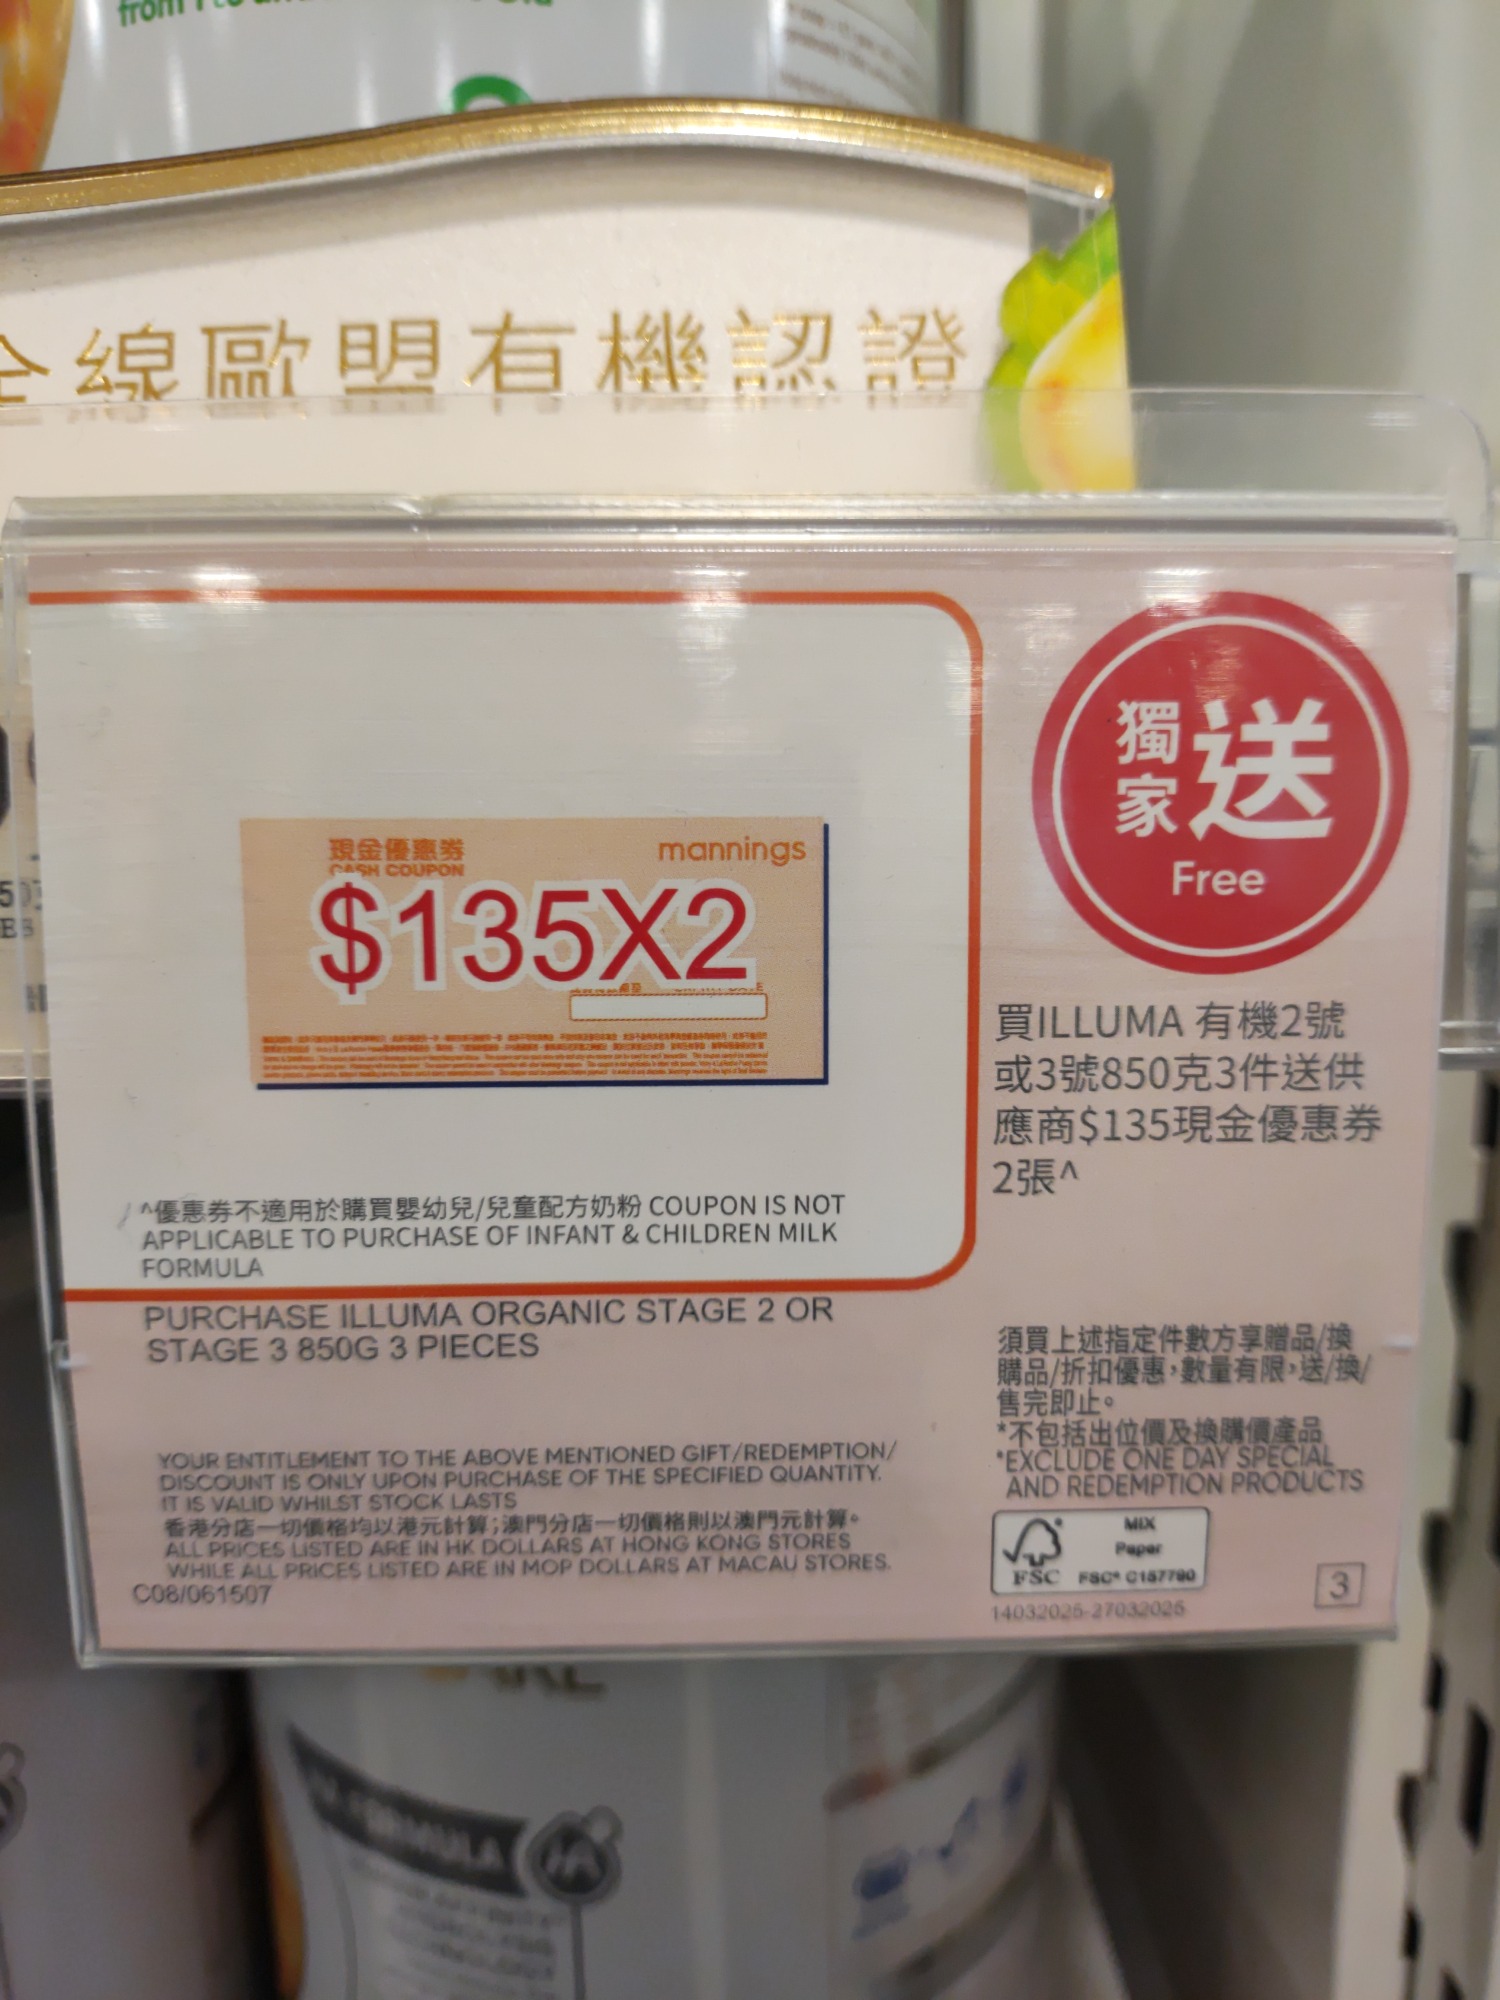 全線歐盟有機認證
獨家
送
Free
現金優惠券
CASH COUPON
mannings
$135X2
買ILLUMA 有機2號
或3號850克3件送供
應商$135現金優惠券
2張^
^優惠券不適用於購買嬰幼兒/兒童配方奶粉 COUPON IS NOT
APPLICABLE TO PURCHASE OF INFANT & CHILDREN MILK
FORMULA
PURCHASE ILLUMA ORGANIC STAGE 2 OR
STAGE 3 850G 3 PIECES
須買上述指定件數方享贈品/換
購品/折扣優惠,數量有限,送/換/
售完即止。
*不包括出位價及換購價產品
*EXCLUDE ONE DAY SPECIAL
AND REDEMPTION PRODUCTS
YOUR ENTITLEMENT TO THE ABOVE MENTIONED GIFT/REDEMPTION/
DISCOUNT IS ONLY UPON PURCHASE OF THE SPECIFIED QUANTITY.
IT IS VALID WHILST STOCK LASTS
香港分店一切價格均以港元計算;澳門分店一切價格則以澳門元計算。
ALL PRICES LISTED ARE IN HK DOLLARS AT HONG KONG STORES
WHILE ALL PRICES LISTED ARE IN MOP DOLLARS AT MACAU STORES.
C08/061507
FSC
MIX
Paper
FSC® C157790
14032025-27032025
3
FORMULA